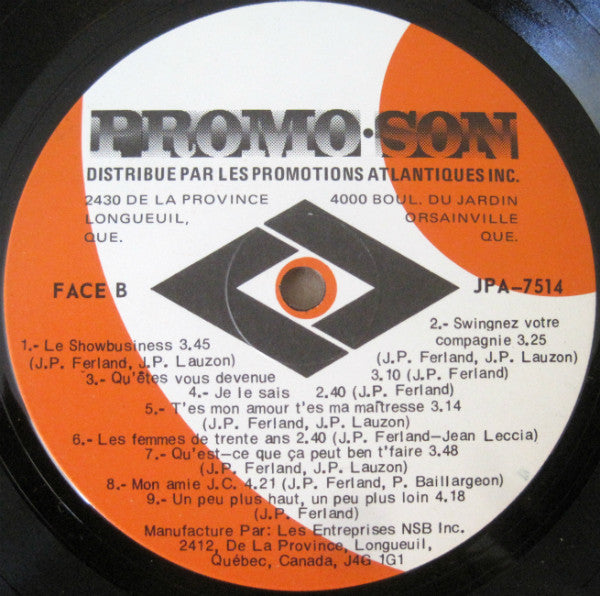 PROMO•SON
DISTRIBUE PAR LES PROMOTIONS ATLANTIQUES INC.
2430 DE LA PROVINCE
LONGUEUIL,
QUE.
4000 BOUL. DU JARDIN
ORSAINVILLE
QUE.
FACE B
JPA-7514
1.- Le Showbusiness 3.45
(J.P. Ferland, J.P. Lauzon)
2.- Swingnez votre
compagnie 3.25
(J.P. Ferland, J.P. Lauzon)
3.- Qu'êtes vous devenue 3.10 (J.P. Ferland)
4.- Je le sais 2.40 (J.P. Ferland)
5.- T'es mon amour t'es ma maîtresse 3.14
(J.P. Ferland, J.P. Lauzon)
6.- Les femmes de trente ans 2.40 (J.P. Ferland-Jean Leccia)
7.- Qu'est-ce que ça peut ben t'faire 3.48
(J.P. Ferland, J.P. Lauzon)
8.- Mon amie J.C. 4.21 (J.P. Ferland, P. Baillargeon)
9.- Un peu plus haut, un peu plus loin 4.18
(J.P. Ferland)
Manufacture Par: Les Entreprises NSB Inc.
2412, De La Province, Longueuil,
Québec, Canada, J4G 1G1